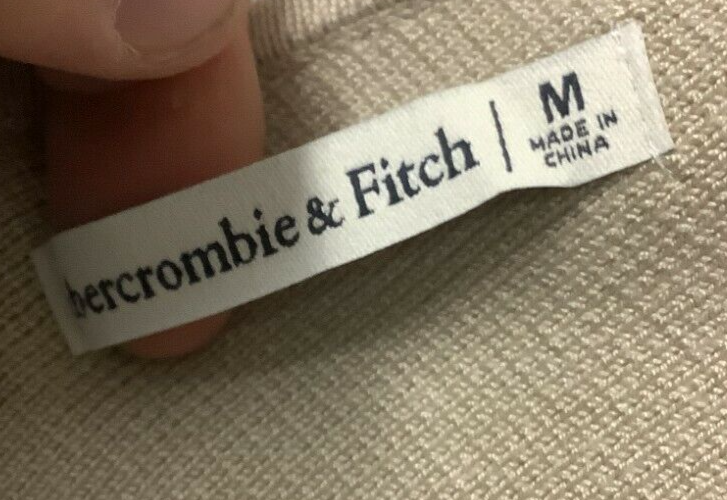 bercrombie & Fitch | M
MADE IN
CHINA